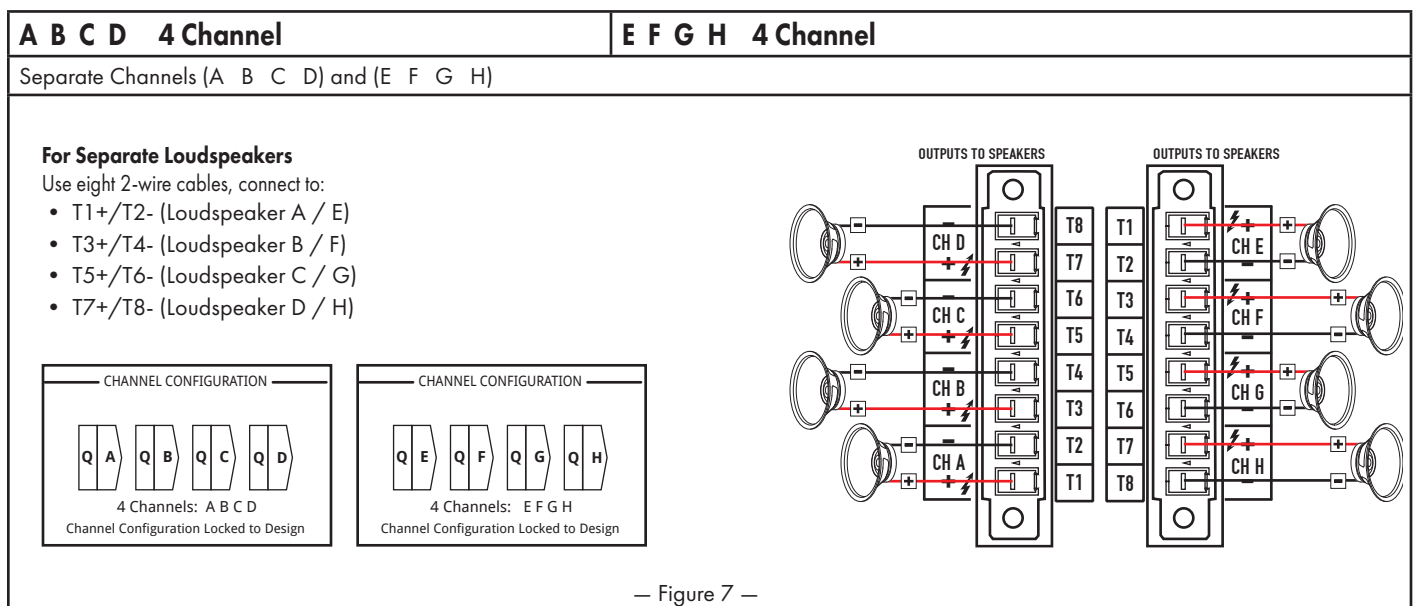 A B C D 4 Channel
E F G H 4 Channel
Separate Channels (A B C D) and (E F G H)
For Separate Loudspeakers
Use eight 2-wire cables, connect to:
• T1+/T2- (Loudspeaker A / E)
• T3+/T4- (Loudspeaker B / F)
• T5+/T6- (Loudspeaker C / G)
• T7+/T8- (Loudspeaker D / H)
CHANNEL CONFIGURATION
Q A Q B Q C Q D
4 Channels: A B C D
Channel Configuration Locked to Design
CHANNEL CONFIGURATION
Q E Q F Q G Q H
4 Channels: E F G H
Channel Configuration Locked to Design
OUTPUTS TO SPEAKERS
- - T8
CH D
+ + T7
- - T6
CH C
+ + T5
- - T4
CH B
+ + T3
- - T2
CH A
+ + T1
OUTPUTS TO SPEAKERS
T1 + +
CH E
T2 - -
T3 + +
CH F
T4 - -
T5 + +
CH G
T6 - -
T7 + +
CH H
T8 - -
— Figure 7 —